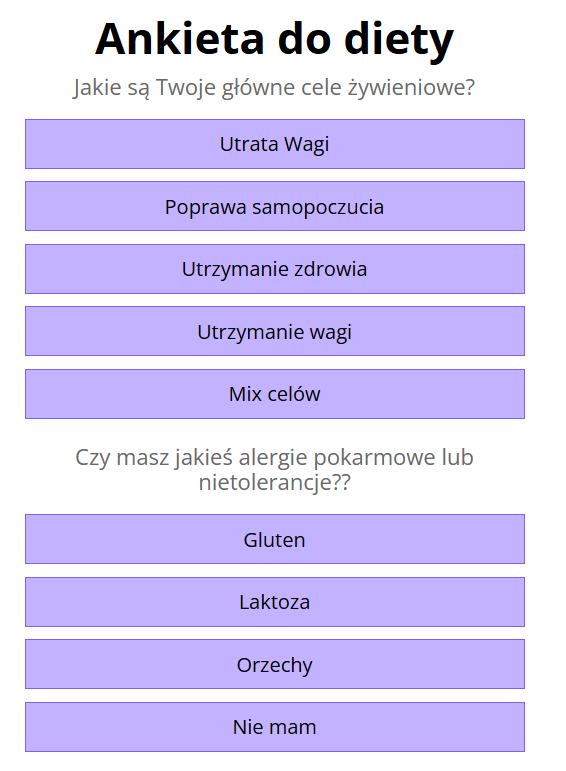 Ankieta do diety
Jakie są Twoje główne cele żywieniowe?
Utrata Wagi
Poprawa samopoczucia
Utrzymanie zdrowia
Utrzymanie wagi
Mix celów
Czy masz jakieś alergie pokarmowe lub
nietolerancje??
Gluten
Laktoza
Orzechy
Nie mam